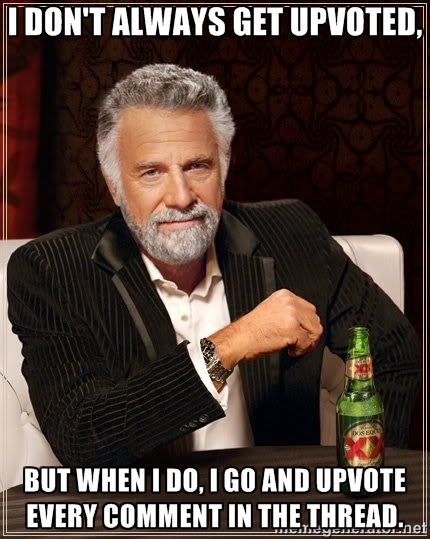 I DON'T ALWAYS GET UPVOTED,
DOS EQUIS
XX
BUT WHEN I DO, I GO AND UPVOTE
EVERY COMMENT IN THE THREAD.
memegenerator.net